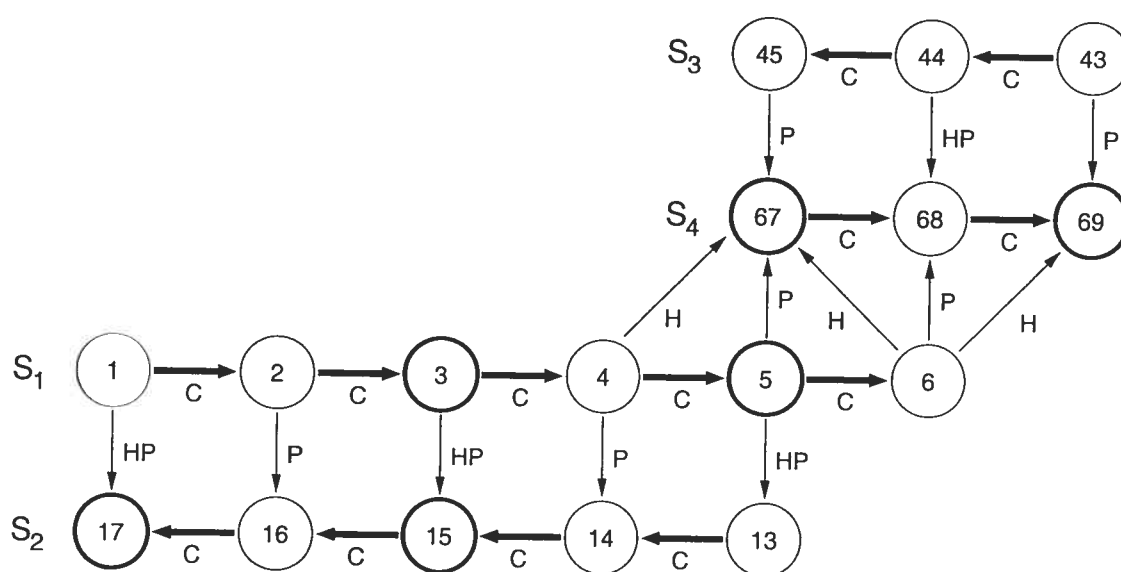 S3 45 C 44 C 43
P HP P
S4 67 C 68 C 69
H P H P H
S1 1 C 2 C 3 C 4 C 5 C 6
HP P HP P HP
S2 17 C 16 C 15 C 14 C 13